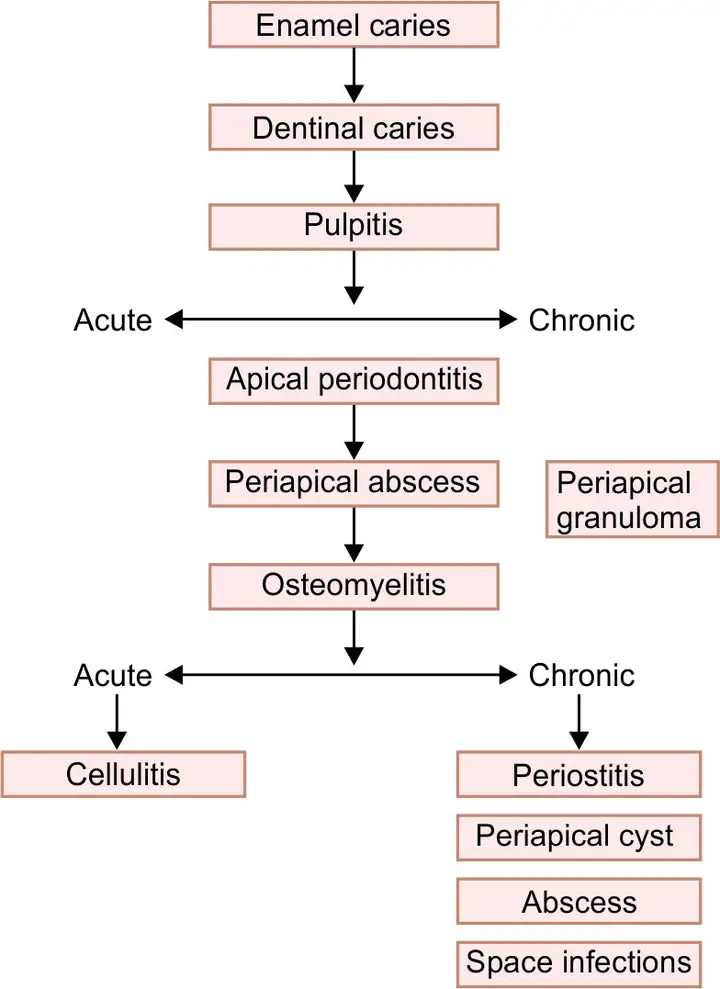 Enamel caries
Dentinal caries
Pulpitis
Acute
Chronic
Apical periodontitis
Periapical abscess
Periapical
granuloma
Osteomyelitis
Acute
Chronic
Cellulitis
Periostitis
Periapical cyst
Abscess
Space infections